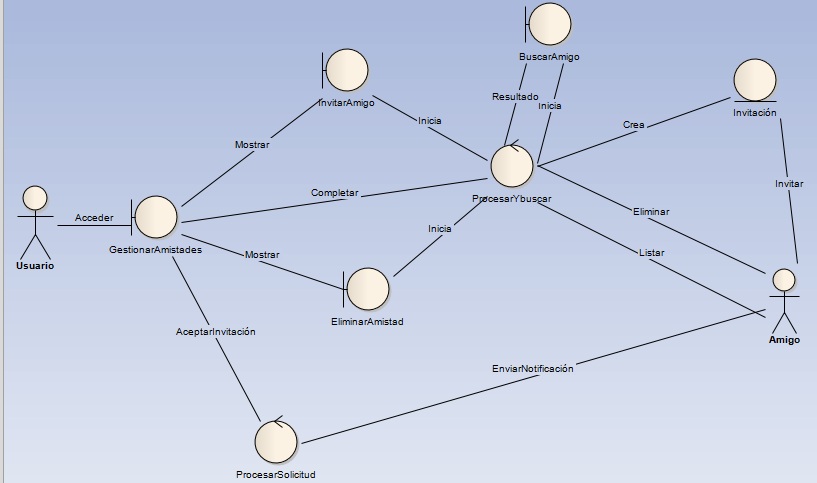 BuscarAmigo
Resultado
Inicia
InvitarAmigo
Inicia
Invitación
Crea
Mostrar
Invitar
Completar
ProcesarYbuscar
Acceder
Eliminar
Inicia
GestionarAmistades
Mostrar
Listar
Usuario
EliminarAmistad
AceptarInvitación
Amigo
EnviarNotificación
ProcesarSolicitud